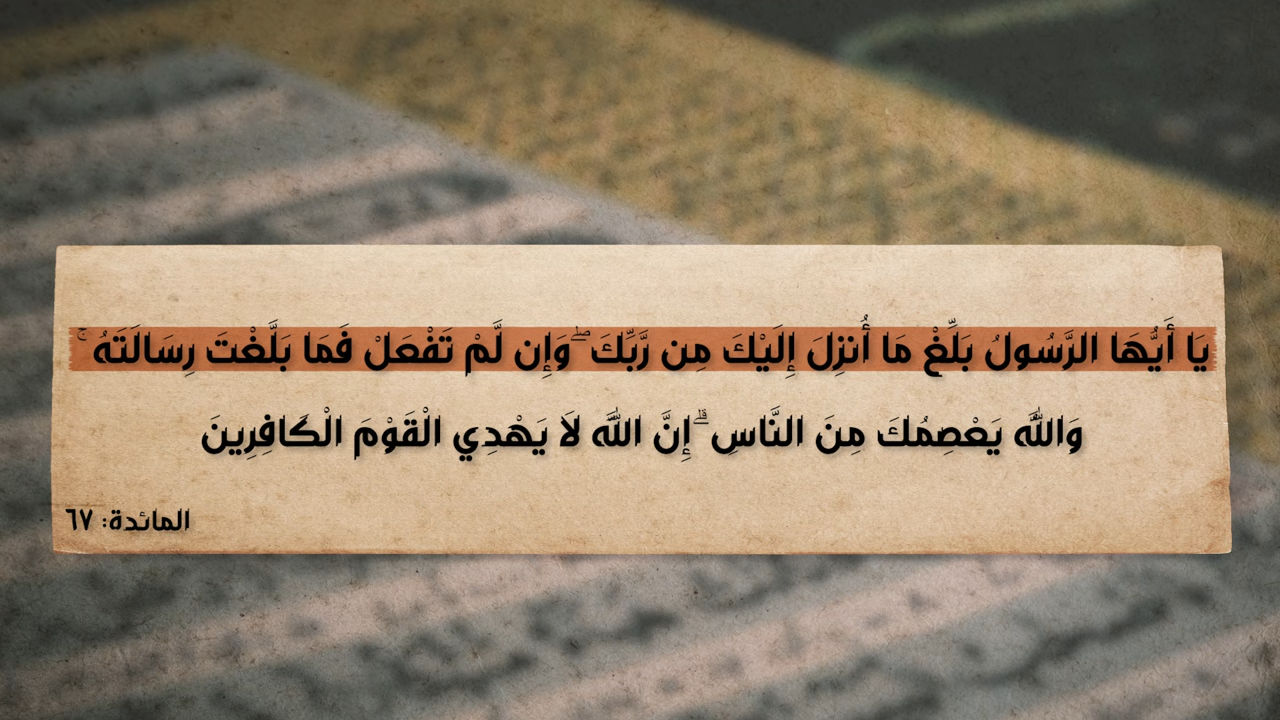 يَا أَيُّهَا الرَّسُولُ بَلِّغْ مَا أُنزِلَ إِلَيْكَ مِن رَّبِّكَ ۖ وَإِن لَّمْ تَفْعَلْ فَمَا بَلَّغْتَ رِسَالَتَهُ ۚ
وَاللَّه يَعْصِمُكَ مِنَ النَّاسِ ۗ إِنَّ اللَّه لَا يَهْدِي الْقَوْمَ الْكَافِرِينَ
المائدة: ٦٧